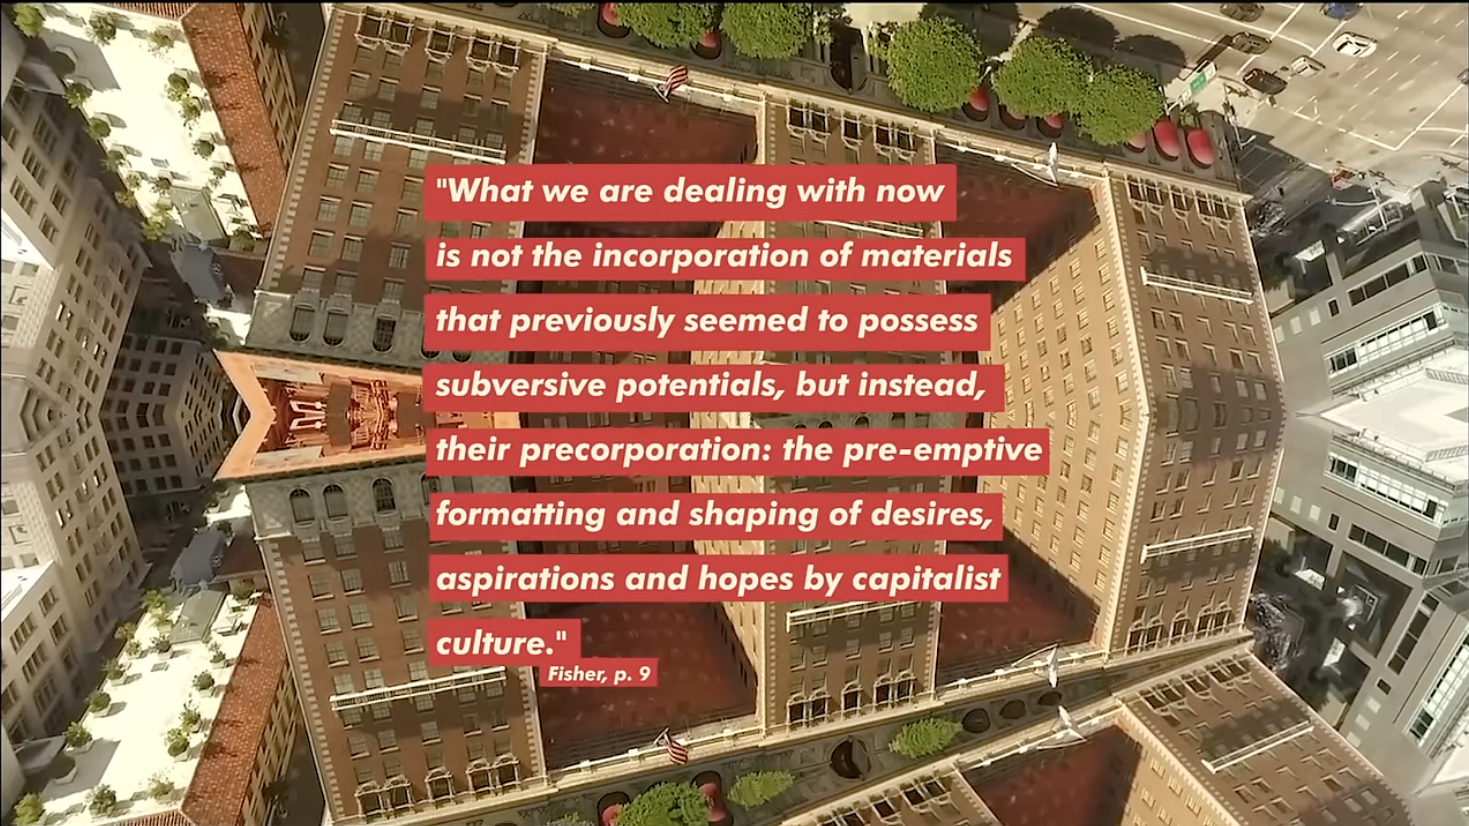 "What we are dealing with now
is not the incorporation of materials
that previously seemed to possess
subversive potentials, but instead,
their precorporation: the pre-emptive
formatting and shaping of desires,
aspirations and hopes by capitalist
culture."
Fisher, p. 9